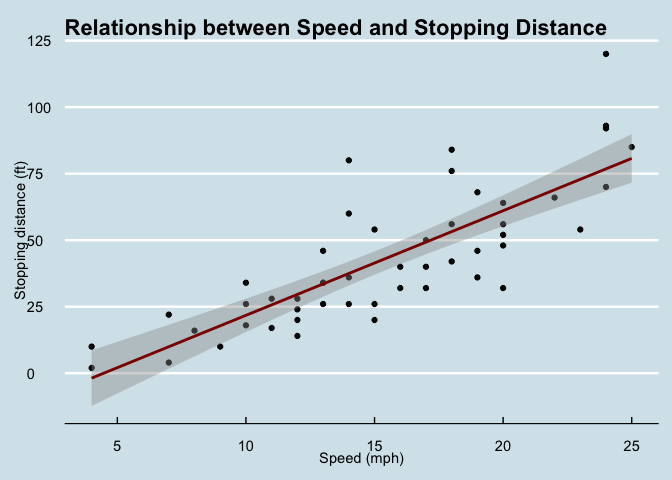 Relationship between Speed and Stopping Distance
125
100
75
50
25
0
Stopping distance (ft)
5 10 15 20 25
Speed (mph)